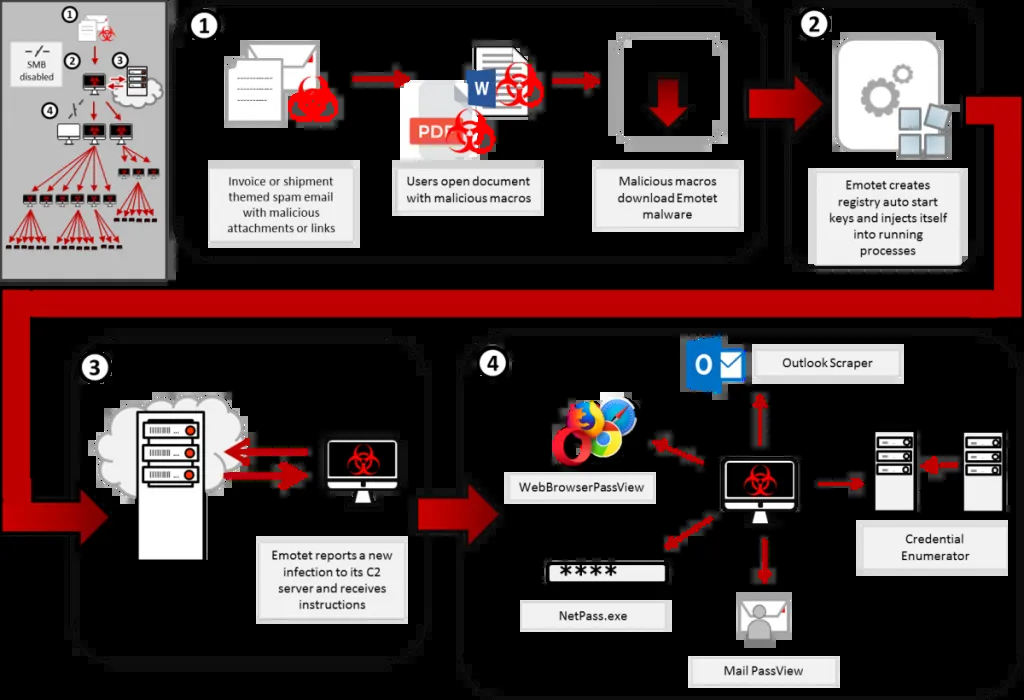 1
– / –
SMB
disabled
2
3
4
1
W
PDF
Invoice or shipment
themed spam email
with malicious
attachments or links
Users open document
with malicious macros
Malicious macros
download Emotet
malware
2
Emotet creates
registry auto start
keys and injects itself
into running
processes
3
Emotet reports a new
infection to its C2
server and receives
instructions
4
O
Outlook Scraper
WebBrowserPassView
Credential
Enumerator
****
NetPass.exe
Mail PassView